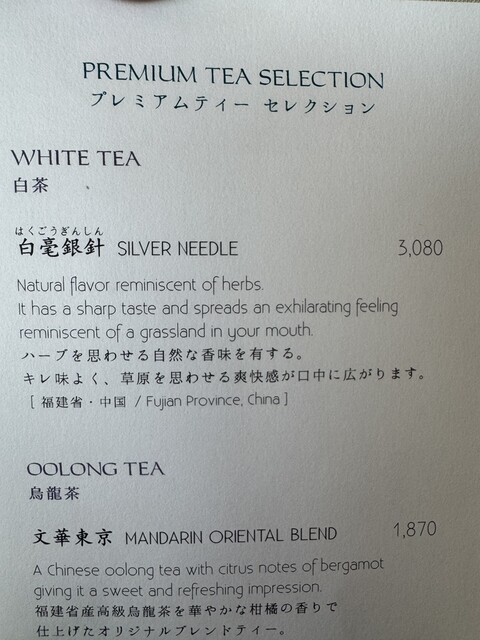 PREMIUM TEA SELECTION
プレミアムティー セレクション
WHITE TEA
白茶
はくごうぎんしん
白毫銀針 SILVER NEEDLE 3,080
Natural flavor reminiscent of herbs.
It has a sharp taste and spreads an exhilarating feeling
reminiscent of a grassland in your mouth.
ハーブを思わせる自然な香味を有する。
キレ味よく、草原を思わせる爽快感が口中に広がります。
[ 福建省・中国 / Fujian Province, China ]
OOLONG TEA
烏龍茶
文華東京 MANDARIN ORIENTAL BLEND 1,870
A Chinese oolong tea with citrus notes of bergamot
giving it a sweet and refreshing impression.
福建省産高級烏龍茶を華やかな柑橘の香りで
仕上げたオリジナルブレンドティー。